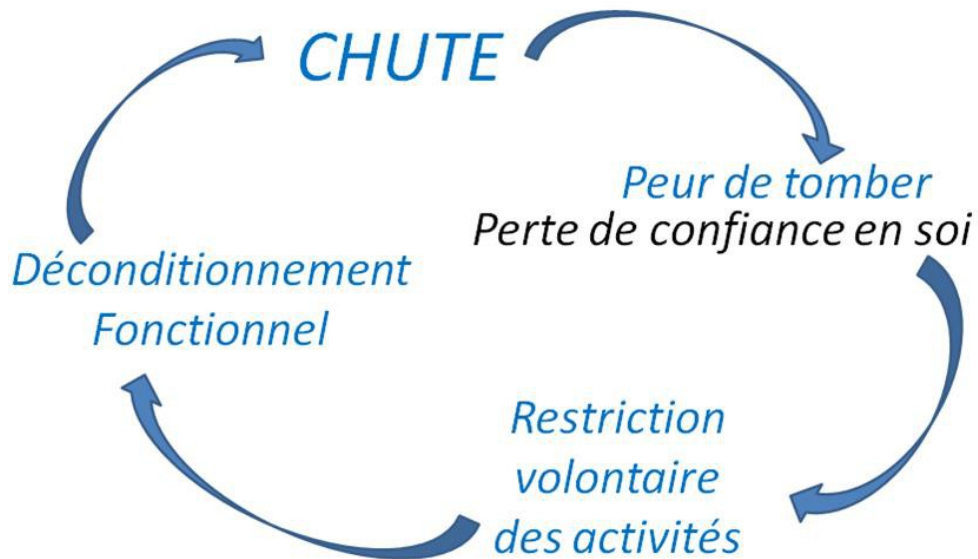 CHUTE
Peur de tomber
Perte de confiance en soi
Restriction
volontaire
des activités
Déconditionnement
Fonctionnel